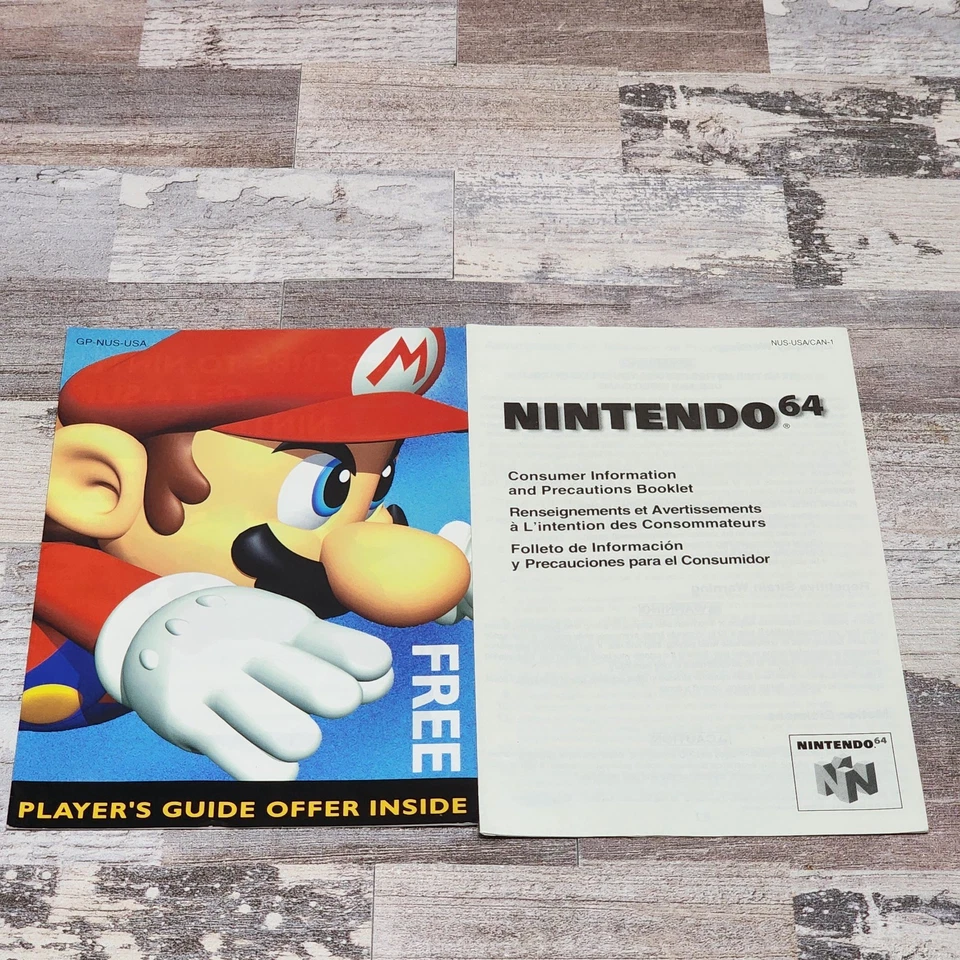 GP-NUS-USA
M
FREE
PLAYER'S GUIDE OFFER INSIDE
NUS-USA/CAN-1
NINTENDO64®
Consumer Information
and Precautions Booklet
Renseignements et Avertissements
à L'intention des Consommateurs
Folleto de Información
y Precauciones para el Consumidor
NINTENDO64